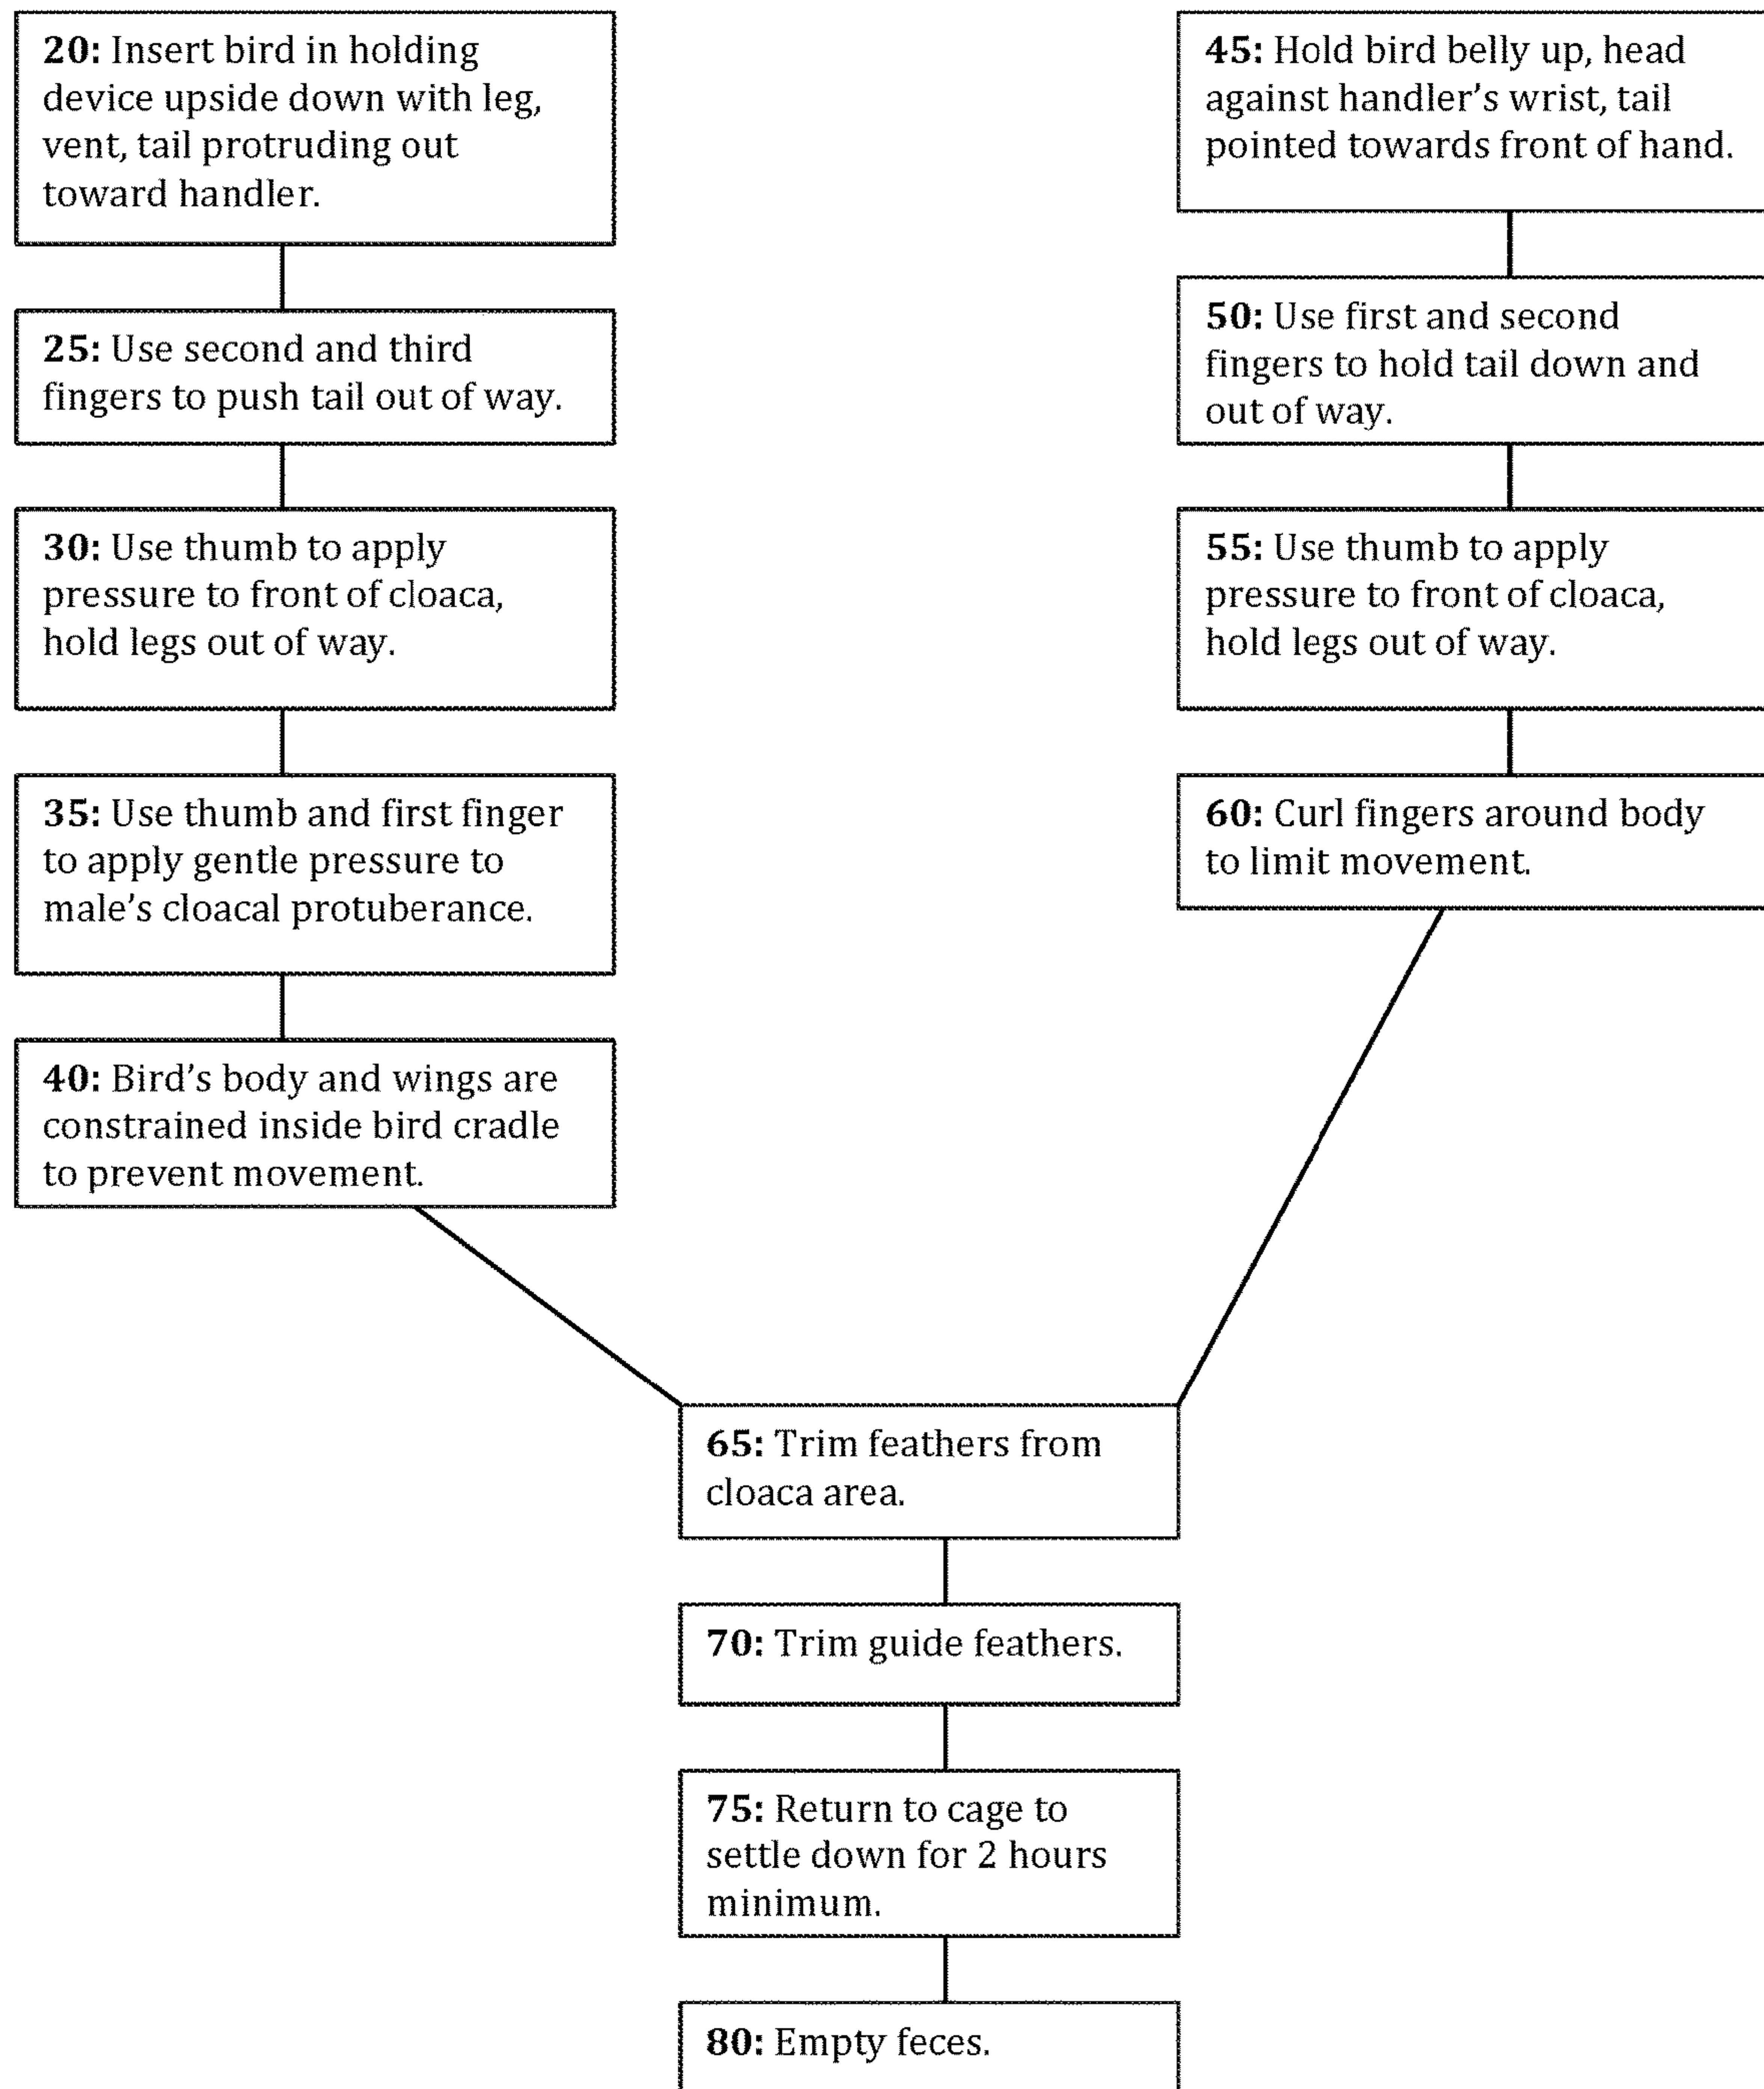 20: Insert bird in holding
device upside down with leg,
vent, tail protruding out
toward handler.
25: Use second and third
fingers to push tail out of way.
30: Use thumb to apply
pressure to front of cloaca,
hold legs out of way.
35: Use thumb and first finger
to apply gentle pressure to
male's cloacal protuberance.
40: Bird's body and wings are
constrained inside bird cradle
to prevent movement.
45: Hold bird belly up, head
against handler's wrist, tail
pointed towards front of hand.
50: Use first and second
fingers to hold tail down and
out of way.
55: Use thumb to apply
pressure to front of cloaca,
hold legs out of way.
60: Curl fingers around body
to limit movement.
65: Trim feathers from
cloaca area.
70: Trim guide feathers.
75: Return to cage to
settle down for 2 hours
minimum.
80: Empty feces.